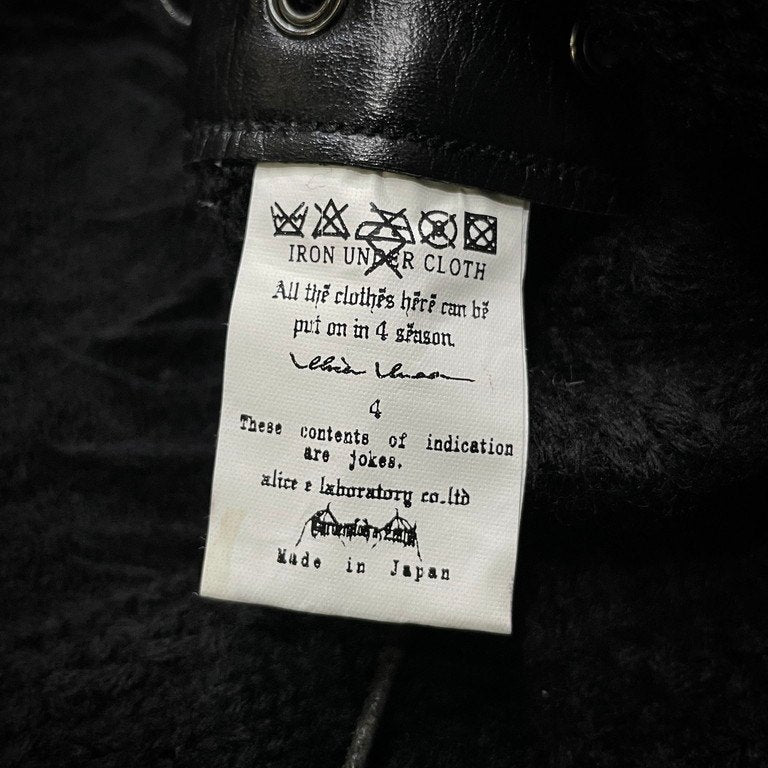 IRON UNDER CLOTH
All the clothes here can be
put on in 4 season.
4
These contents of indication
are jokes.
alice e laboratory co.ltd
Made in Japan